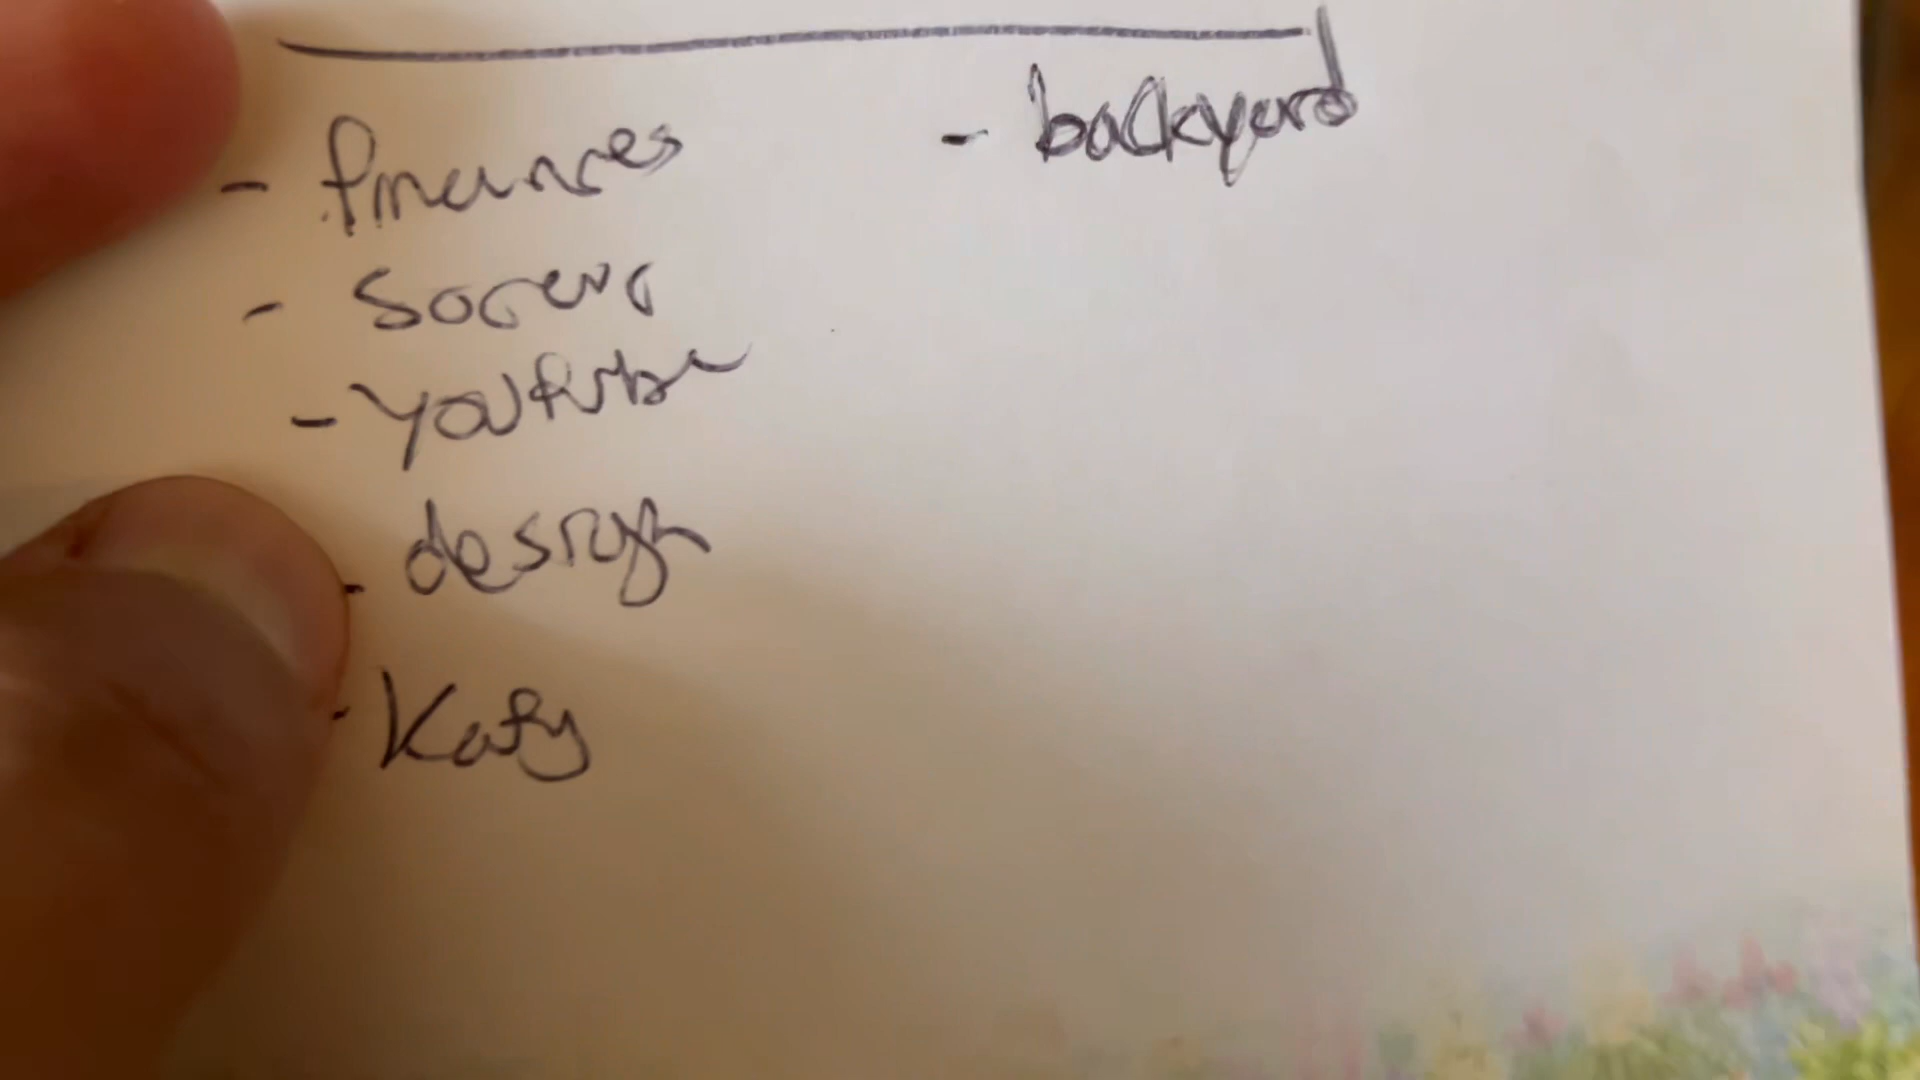 - finances
- YouTube
- design
- Katy
- backyard